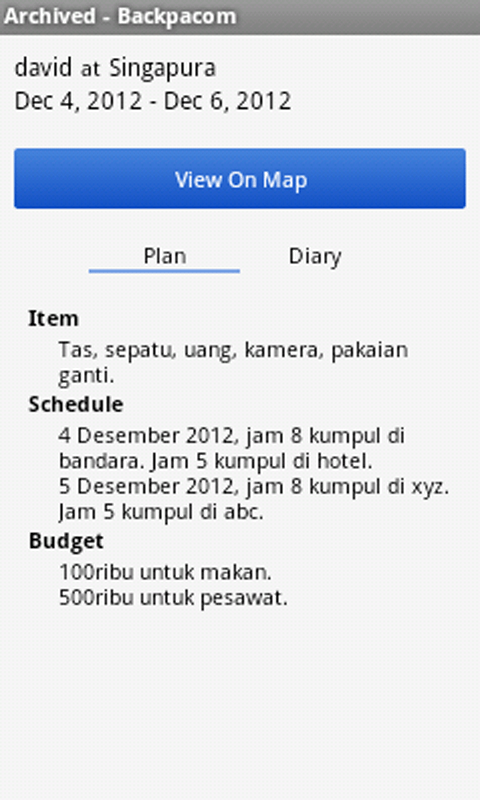 Archived - Backpacom
david at Singapura
Dec 4, 2012 - Dec 6, 2012
View On Map
Plan Diary
Item
Tas, sepatu, uang, kamera, pakaian
ganti.
Schedule
4 Desember 2012, jam 8 kumpul di
bandara. Jam 5 kumpul di hotel.
5 Desember 2012, jam 8 kumpul di xyz.
Jam 5 kumpul di abc.
Budget
100ribu untuk makan.
500ribu untuk pesawat.